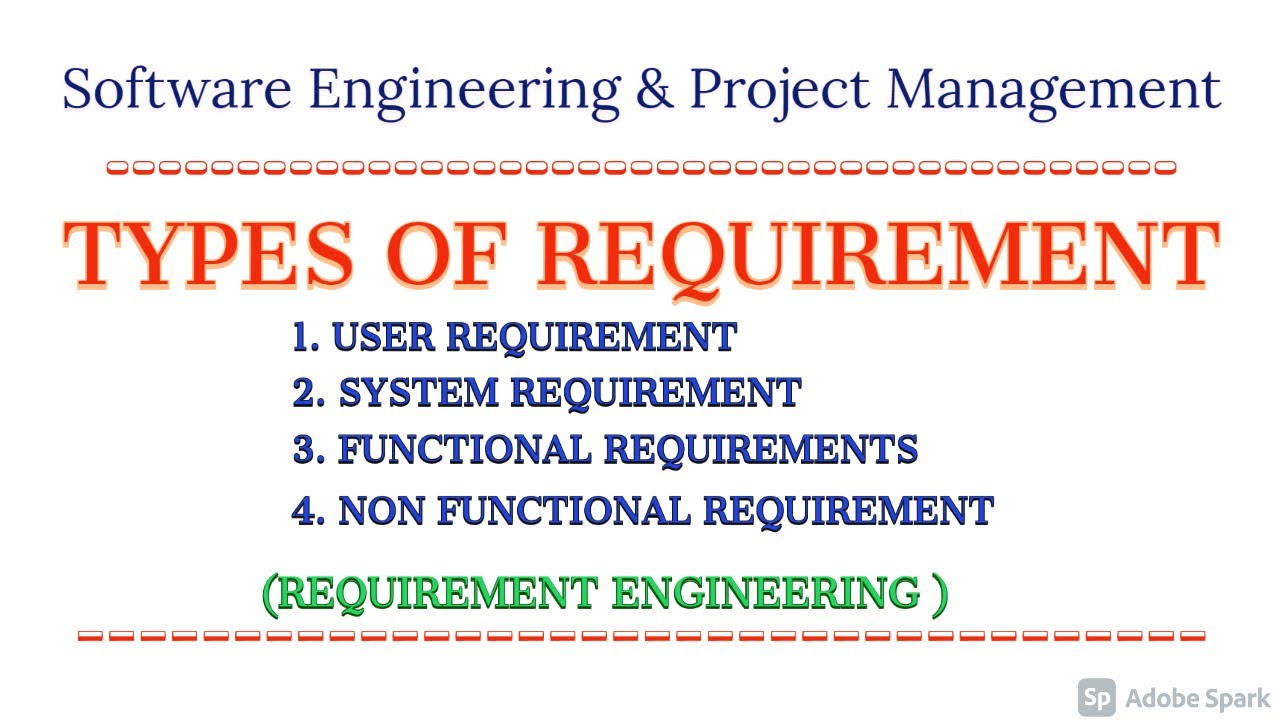 Software Engineering & Project Management
TYPES OF REQUIREMENT
1. USER REQUIREMENT
2. SYSTEM REQUIREMENT
3. FUNCTIONAL REQUIREMENTS
4. NON FUNCTIONAL REQUIREMENT
(REQUIREMENT ENGINEERING )
Sp Adobe Spark